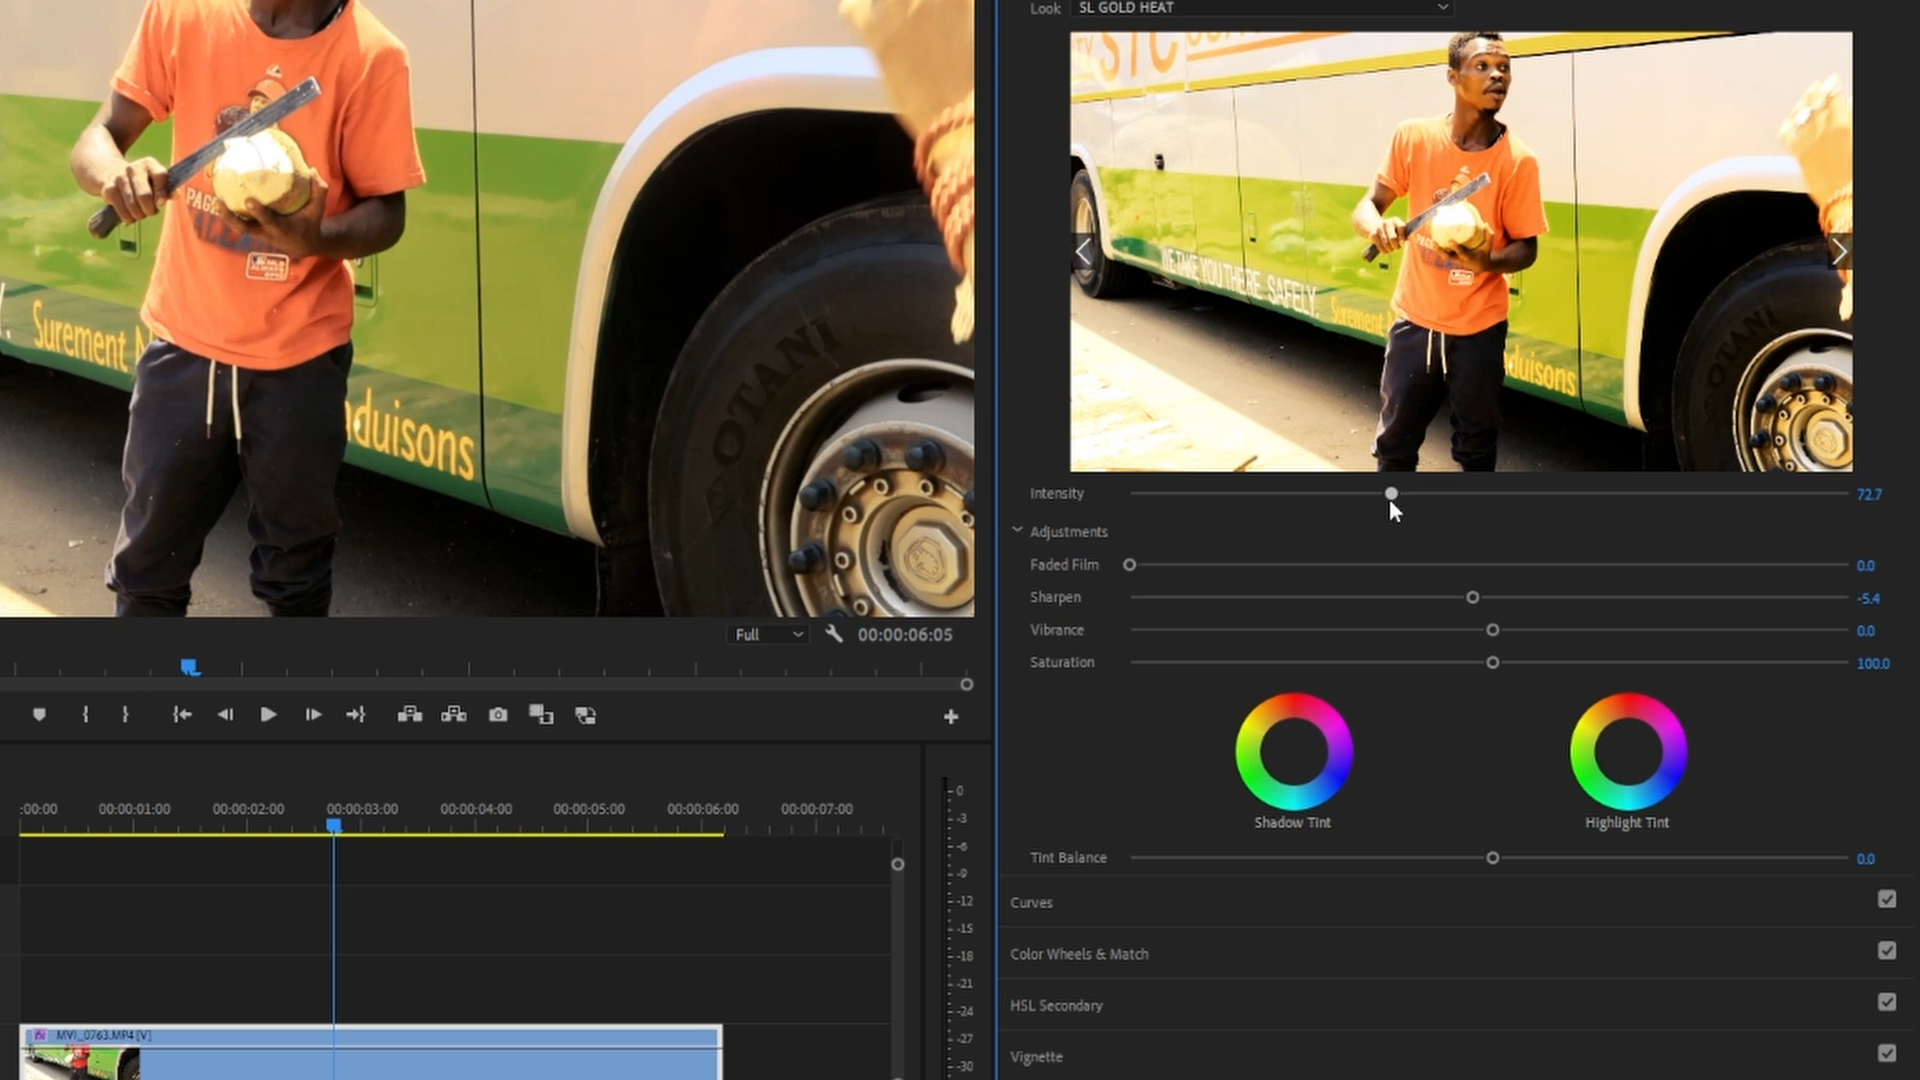 Look SL GOLD HEAT
STC
WE TAKE YOU THERE SAFELY.
Surement
duisons
OTANI
Surement N
duisons
OTANI
Intensity 72.7
Adjustments
Faded Film 0.0
Sharpen -5.4
Vibrance 0.0
Saturation 100.0
Shadow Tint Highlight Tint
Tint Balance 0.0
Curves
Color Wheels & Match
HSL Secondary
Vignette
Full 00:00:06:05
:00:00 00:00:01:00 00:00:02:00 00:00:03:00 00:00:04:00 00:00:05:00 00:00:06:00 00:00:07:00
0
-3
-6
-9
-12
-15
-18
-21
-24
-27
-30
fx MVI_0763.MP4 [V]